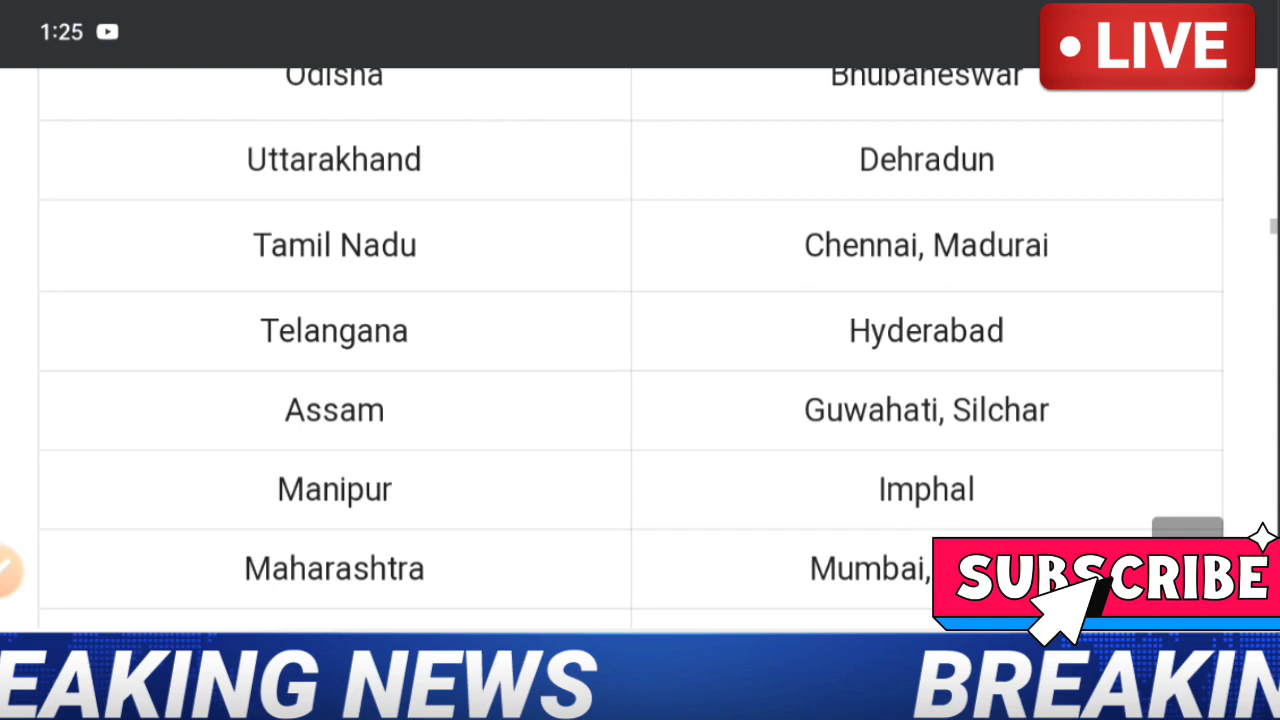 1:25
LIVE
Odisha Bhubaneswar
Uttarakhand Dehradun
Tamil Nadu Chennai, Madurai
Telangana Hyderabad
Assam Guwahati, Silchar
Manipur Imphal
Maharashtra Mumbai,
SUBSCRIBE
EAKING NEWS BREAKIN